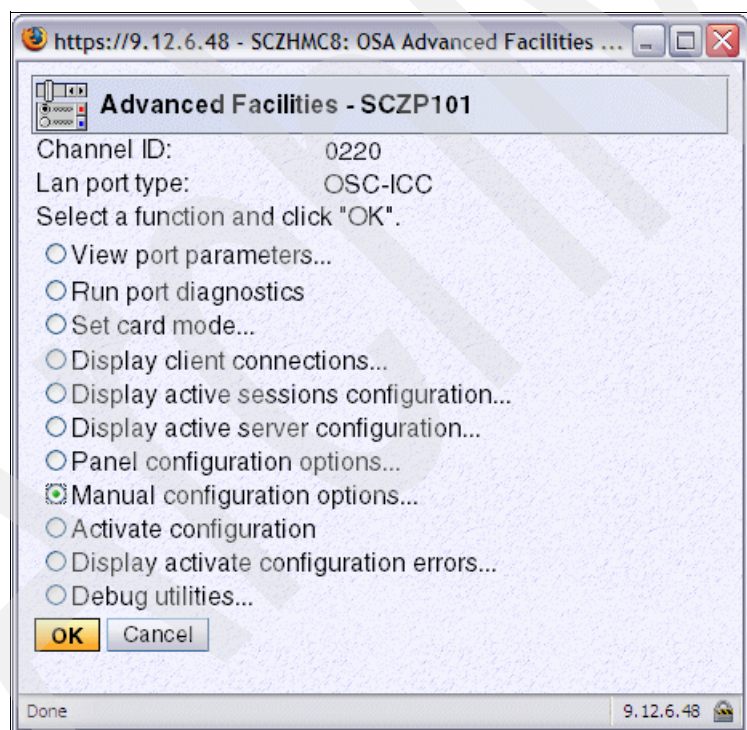 https://9.12.6.48 - SCZHMC8: OSA Advanced Facilities ...
Advanced Facilities - SCZP101
Channel ID: 0220
Lan port type: OSC-ICC
Select a function and click "OK".
View port parameters...
Run port diagnostics
Set card mode...
Display client connections...
Display active sessions configuration...
Display active server configuration...
Panel configuration options...
Manual configuration options...
Activate configuration
Display activate configuration errors...
Debug utilities...
OK Cancel
Done 9.12.6.48